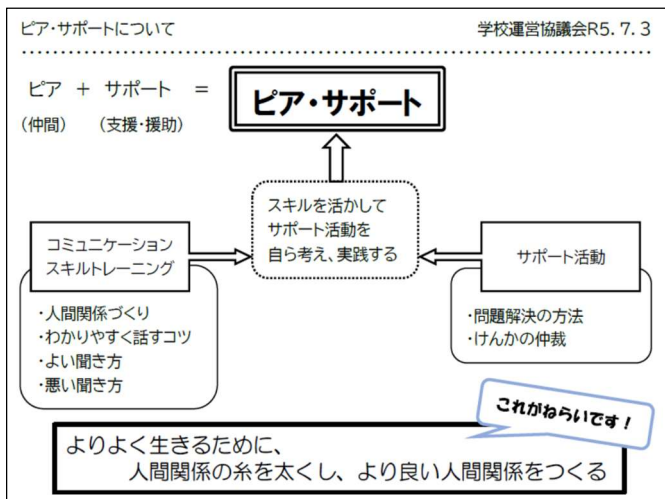 ピア・サポートについて 学校運営協議会R5.7.3
ピア + サポート = ピア・サポート
(仲間) (支援・援助)
スキルを活かして
サポート活動を
自ら考え、実践する
コミュニケーション
スキルトレーニング
・人間関係づくり
・わかりやすく話すコツ
・よい聞き方
・悪い聞き方
サポート活動
・問題解決の方法
・けんかの仲裁
これがねらいです！
よりよく生きるために、
人間関係の糸を太くし、より良い人間関係をつくる